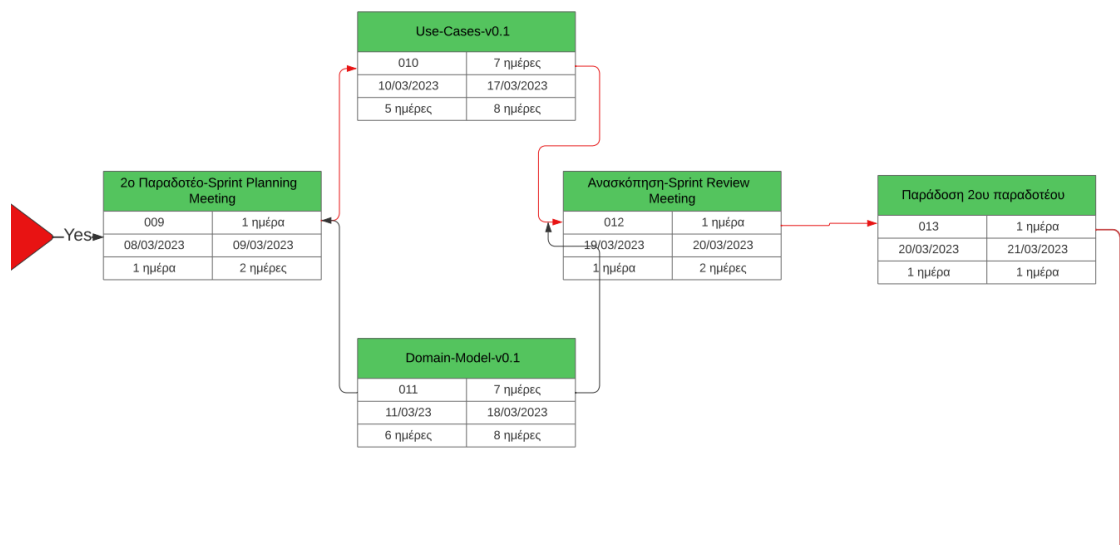 Use-Cases-v0.1
010 7 ημέρες
10/03/2023 17/03/2023
5 ημέρες 8 ημέρες
Yes
2ο Παραδοτέο-Sprint Planning
Meeting
009 1 ημέρα
08/03/2023 09/03/2023
1 ημέρα 2 ημέρες
Ανασκόπηση-Sprint Review
Meeting
012 1 ημέρα
19/03/2023 20/03/2023
1 ημέρα 2 ημέρες
Παράδοση 2ου παραδοτέου
013 1 ημέρα
20/03/2023 21/03/2023
1 ημέρα 1 ημέρα
Domain-Model-v0.1
011 7 ημέρες
11/03/23 18/03/2023
6 ημέρες 8 ημέρες